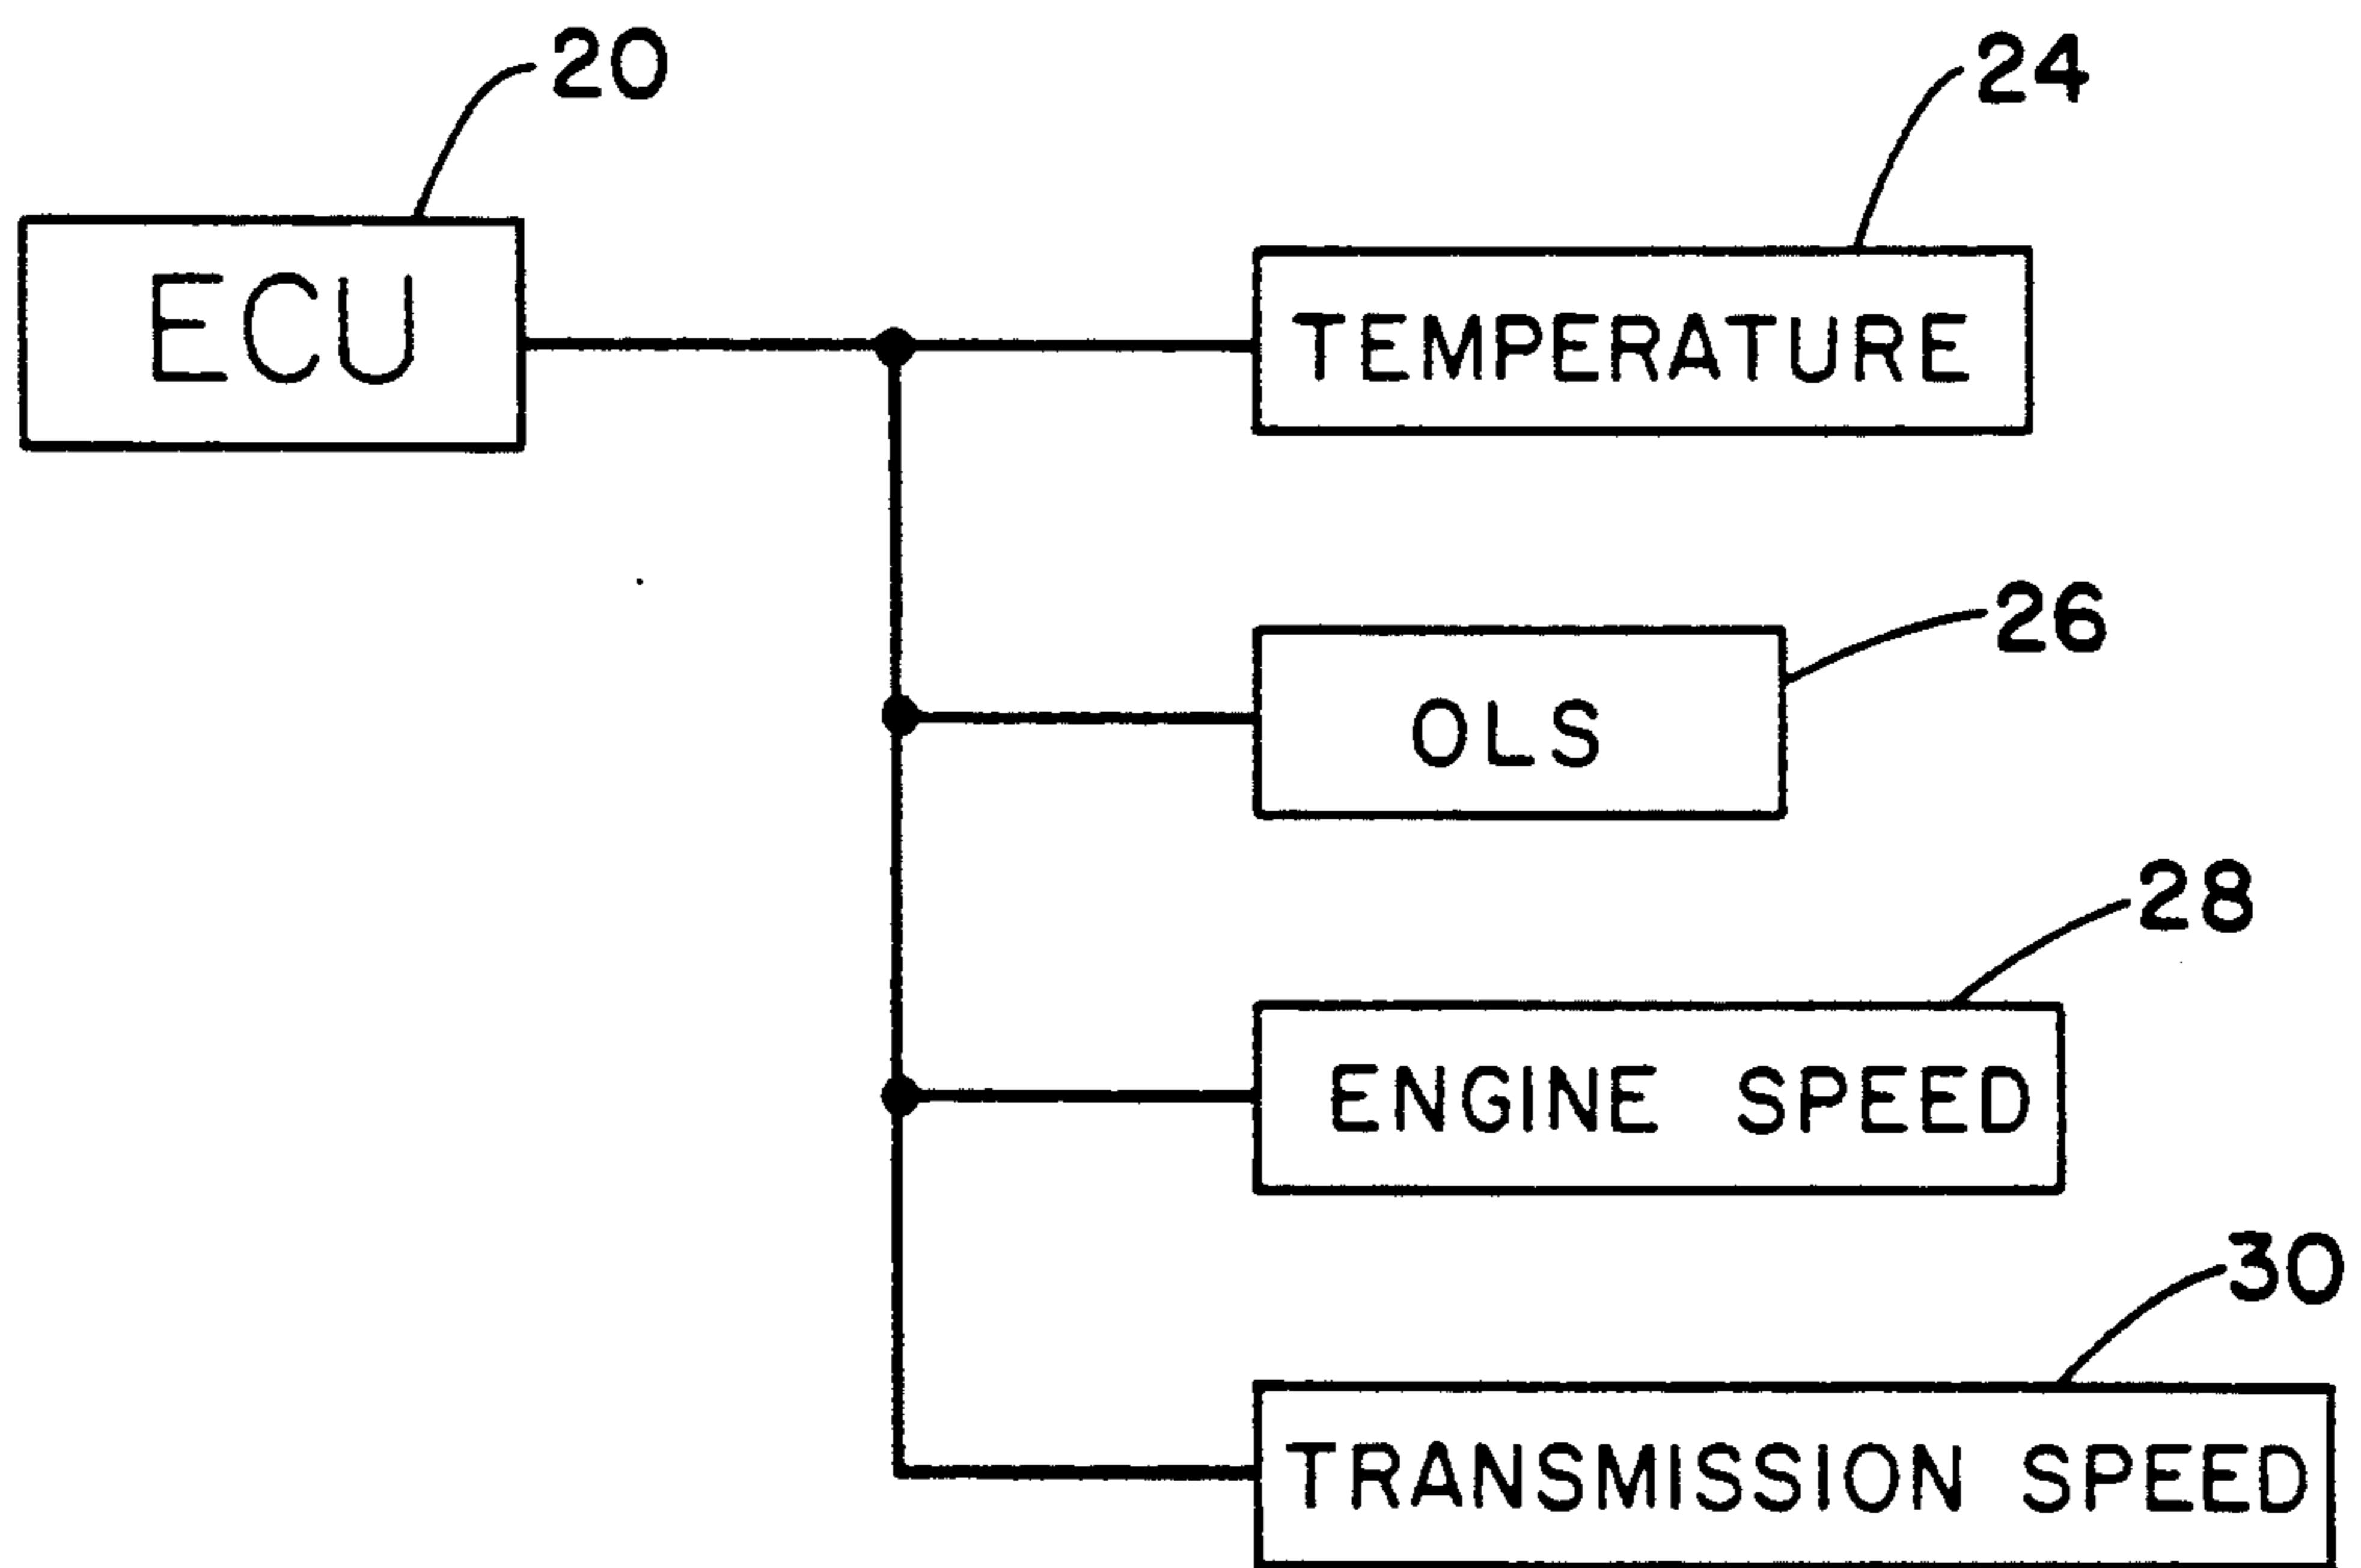 20
24
ECU
TEMPERATURE
26
OLS
28
ENGINE SPEED
30
TRANSMISSION SPEED